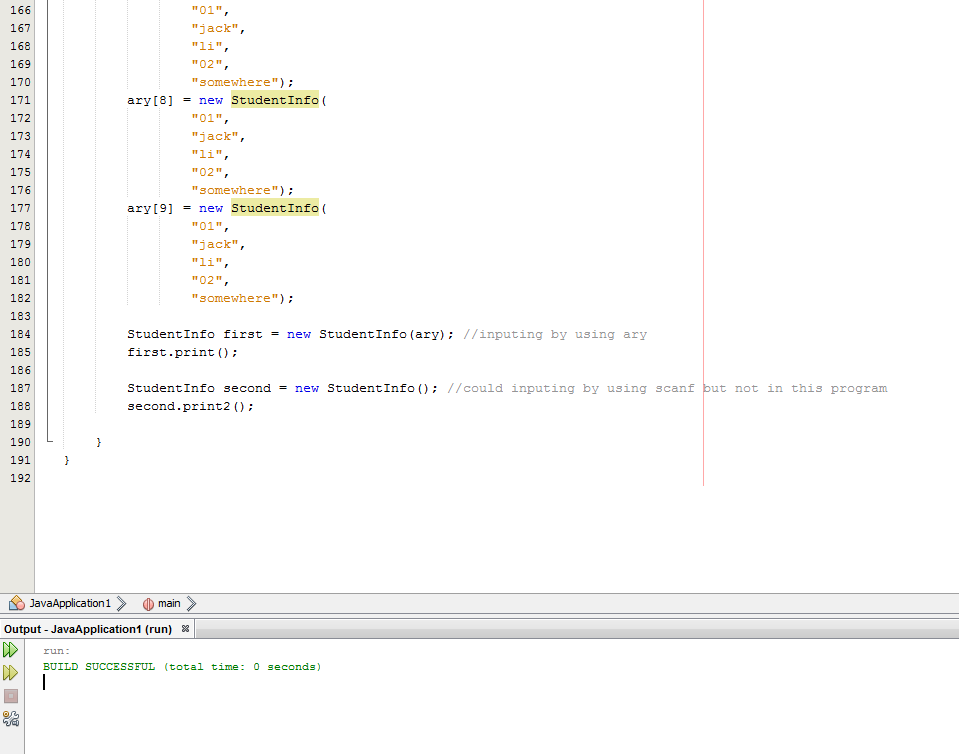 166 "01",
167 "jack",
168 "li",
169 "02",
170 "somewhere");
171 ary[8] = new StudentInfo(
172 "01",
173 "jack",
174 "li",
175 "02",
176 "somewhere");
177 ary[9] = new StudentInfo(
178 "01",
179 "jack",
180 "li",
181 "02",
182 "somewhere");
183
184 StudentInfo first = new StudentInfo(ary); //inputing by using ary
185 first.print();
186
187 StudentInfo second = new StudentInfo(); //could inputing by using scanf but not in this program
188 second.print2();
189
190 }
191 }
192
JavaApplication1 main
Output - JavaApplication1 (run)
run:
BUILD SUCCESSFUL (total time: 0 seconds)